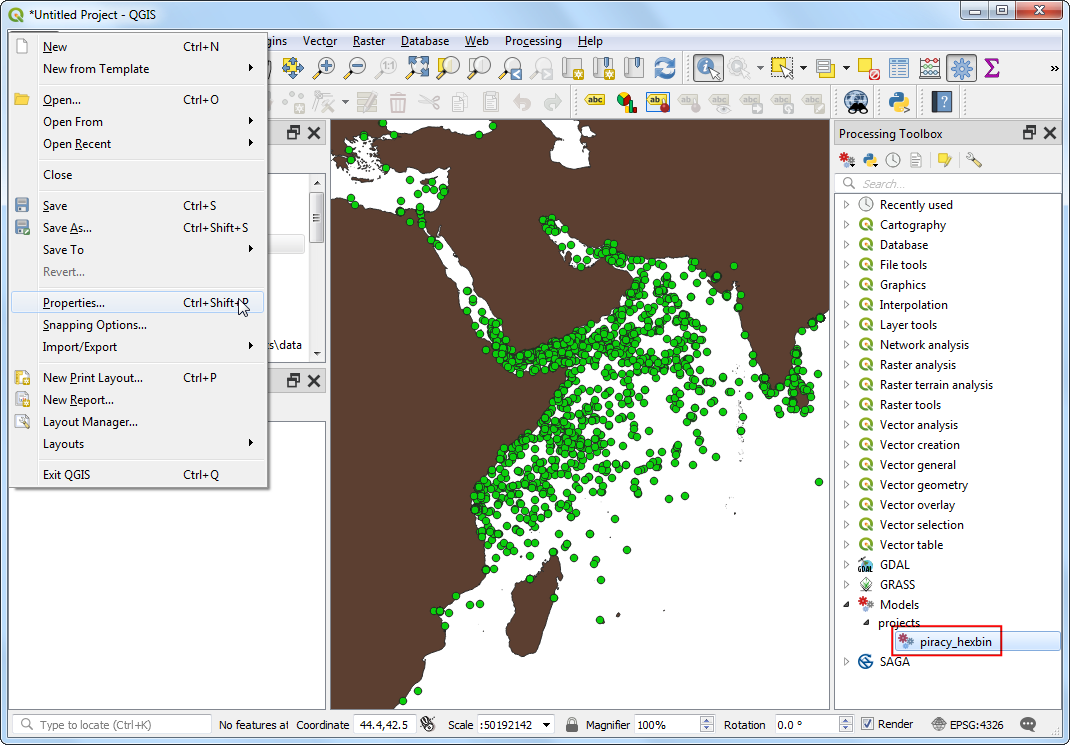 *Untitled Project - QGIS
Vector Raster Database Web Processing Help
New Ctrl+N
New from Template
Open... Ctrl+O
Open From
Open Recent
Close
Save Ctrl+S
Save As... Ctrl+Shift+S
Save To
Revert...
Properties... Ctrl+Shift+P
Snapping Options...
Import/Export
New Print Layout... Ctrl+P
New Report...
Layout Manager...
Layouts
Exit QGIS Ctrl+Q
s\data
abc
Processing Toolbox
Search...
Recently used
Cartography
Database
File tools
Graphics
Interpolation
Layer tools
Network analysis
Raster analysis
Raster terrain analysis
Raster tools
Vector analysis
Vector creation
Vector general
Vector geometry
Vector overlay
Vector selection
Vector table
GDAL
GRASS
Models
projects
piracy_hexbin
SAGA
Type to locate (Ctrl+K) No features at Coordinate 44.4,42.5 Scale :50192142 Magnifier 100% Rotation 0.0 ° Render EPSG:4326